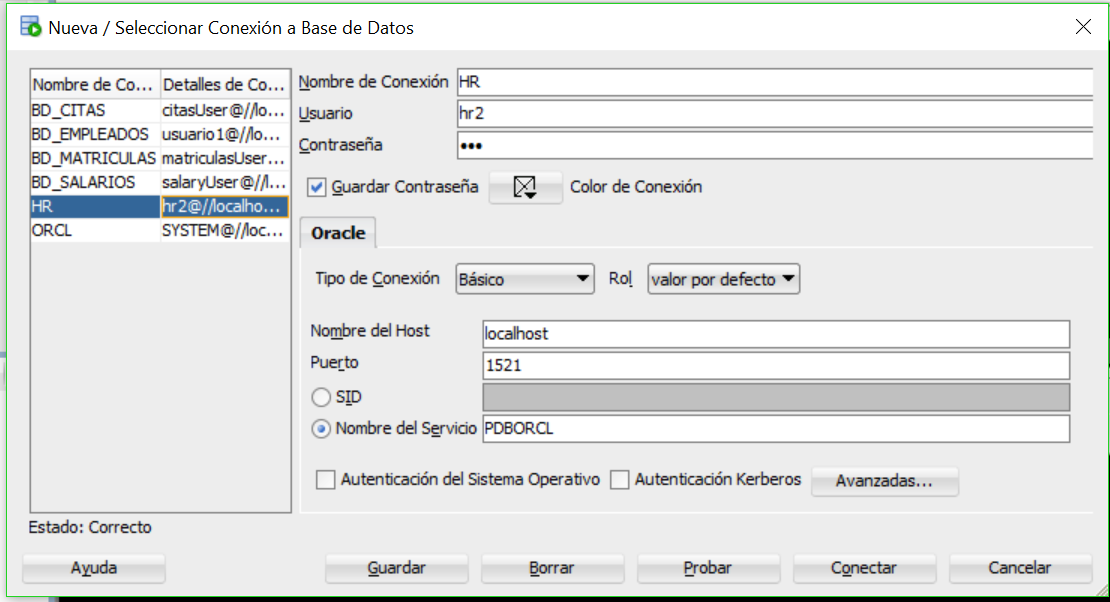 Nueva / Seleccionar Conexión a Base de Datos
Nombre de Co... Detalles de Co...
BD_CITAS citasUser@//lo...
BD_EMPLEADOS usuario1@//lo...
BD_MATRICULAS matriculasUser...
BD_SALARIOS salaryUser@//l...
HR hr2@//localho...
ORCL SYSTEM@//loc...
Nombre de Conexión HR
Usuario hr2
Contraseña •••
Guardar Contraseña Color de Conexión
Oracle
Tipo de Conexión Básico Rol valor por defecto
Nombre del Host localhost
Puerto 1521
SID
Nombre del Servicio PDBORCL
Autenticación del Sistema Operativo Autenticación Kerberos Avanzadas...
Estado: Correcto
Ayuda Guardar Borrar Probar Conectar Cancelar